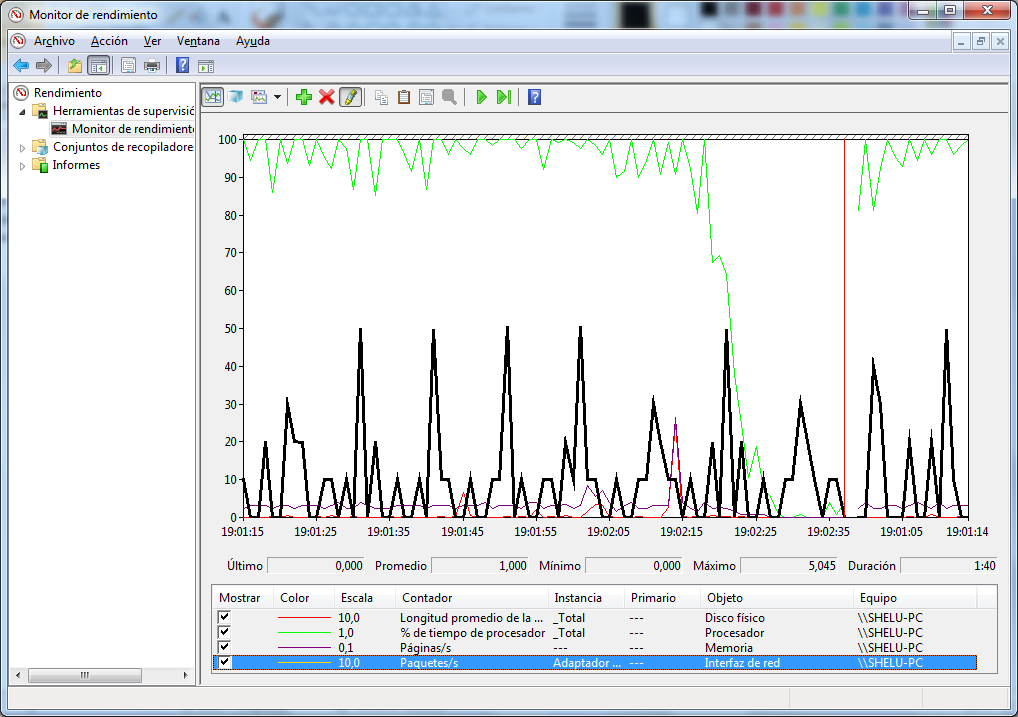 Monitor de rendimiento
Archivo Acción Ver Ventana Ayuda
Rendimiento
Herramientas de supervisió
Monitor de rendimiento
Conjuntos de recopiladores
Informes
100
90
80
70
60
50
40
30
20
10
0
19:01:15 19:01:25 19:01:35 19:01:45 19:01:55 19:02:05 19:02:15 19:02:25 19:02:35 19:01:05 19:01:14
Último 0,000 Promedio 1,000 Mínimo 0,000 Máximo 5,045 Duración 1:40
Mostrar Color Escala Contador Instancia Primario Objeto Equipo
10,0 Longitud promedio de la ... _Total --- Disco físico \\SHELU-PC
1,0 % de tiempo de procesador _Total --- Procesador \\SHELU-PC
0,1 Páginas/s --- --- Memoria \\SHELU-PC
10,0 Paquetes/s Adaptador ... --- Interfaz de red \\SHELU-PC